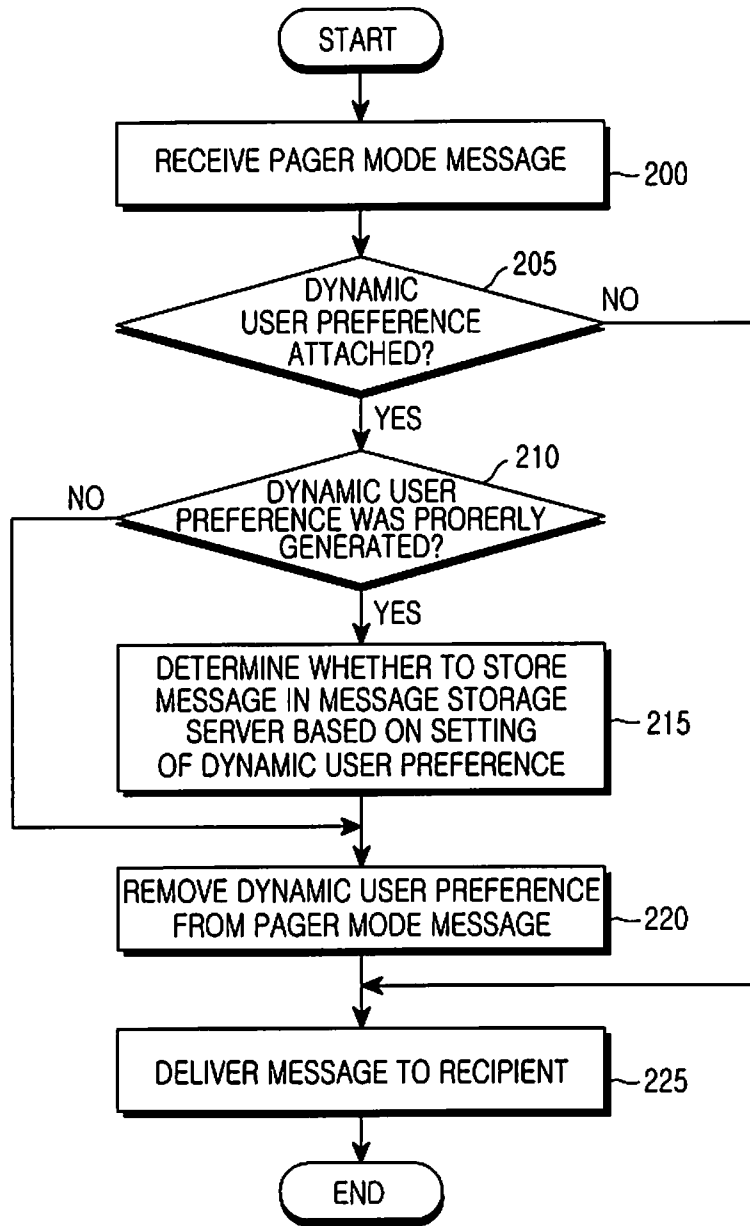 START
RECEIVE PAGER MODE MESSAGE
200
205
DYNAMIC
USER PREFERENCE
ATTACHED?
NO
YES
210
NO
DYNAMIC USER
PREFERENCE WAS PRORERLY
GENERATED?
YES
DETERMINE WHETHER TO STORE
MESSAGE IN MESSAGE STORAGE
SERVER BASED ON SETTING
OF DYNAMIC USER PREFERENCE
215
REMOVE DYNAMIC USER PREFERENCE
FROM PAGER MODE MESSAGE
220
DELIVER MESSAGE TO RECIPIENT
225
END